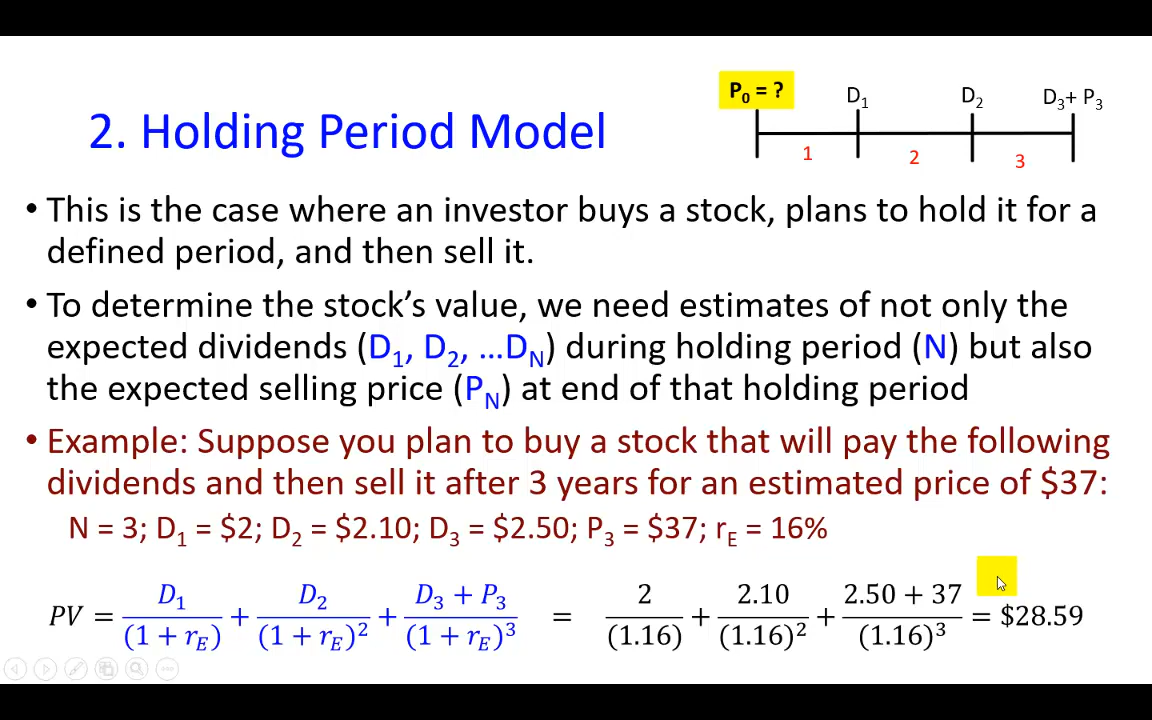 P₀ = ?
D₁
D₂
D₃+ P₃
1
2
3
2. Holding Period Model
• This is the case where an investor buys a stock, plans to hold it for a
defined period, and then sell it.
• To determine the stock’s value, we need estimates of not only the
expected dividends (D₁, D₂, …D_N) during holding period (N) but also
the expected selling price (P_N) at end of that holding period
• Example: Suppose you plan to buy a stock that will pay the following
dividends and then sell it after 3 years for an estimated price of $37:
N = 3; D₁ = $2; D₂ = $2.10; D₃ = $2.50; P₃ = $37; r_E = 16%
PV = D₁/(1 + r_E) + D₂/(1 + r_E)² + (D₃ + P₃)/(1 + r_E)³ = 2/(1.16) + 2.10/(1.16)² + (2.50 + 37)/(1.16)³ = $28.59